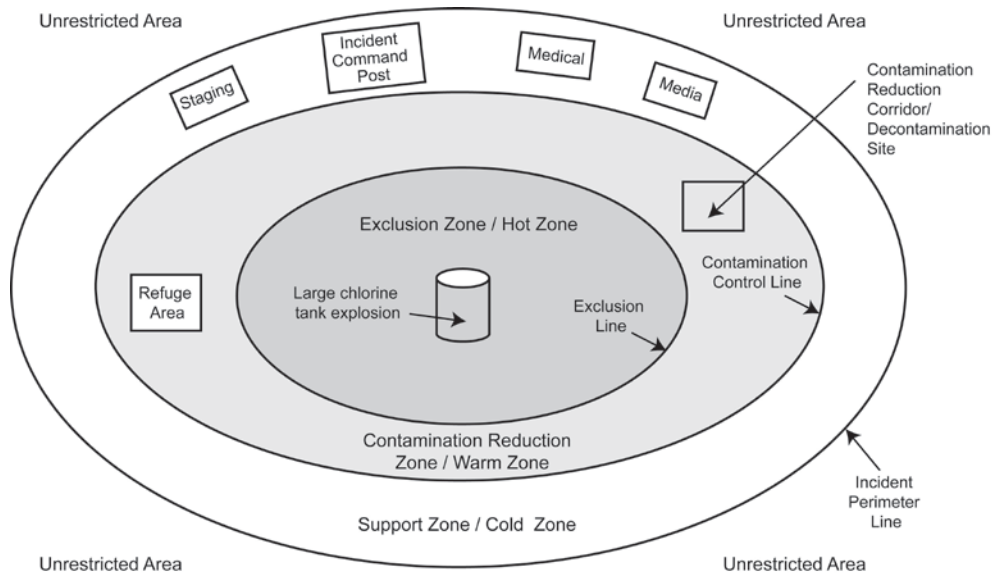 Unrestricted Area
Unrestricted Area
Incident
Command
Post
Medical
Staging
Media
Contamination
Reduction
Corridor/
Decontamination
Site
Exclusion Zone / Hot Zone
Contamination
Control Line
Refuge
Area
Large chlorine
tank explosion
Exclusion
Line
Contamination Reduction
Zone / Warm Zone
Incident
Perimeter
Line
Support Zone / Cold Zone
Unrestricted Area
Unrestricted Area